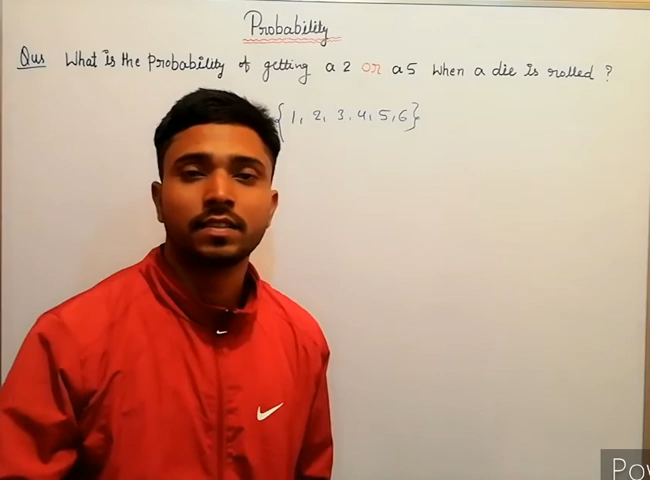 Probability
Qus What is the Probability of getting a 2 or a 5 when a die is rolled ?
{1, 2, 3, 4, 5, 6}